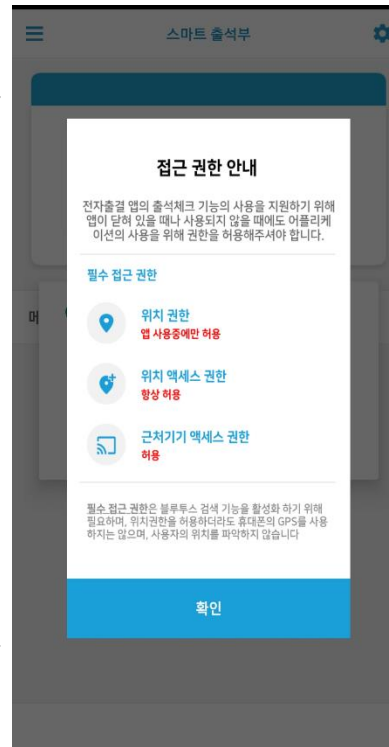 스마트 출석부
접근 권한 안내
전자출결 앱의 출석체크 기능의 사용을 지원하기 위해
앱이 닫혀 있을 때나 사용되지 않을 때에도 어플리케
이션의 사용을 위해 권한을 허용해주셔야 합니다.
필수 접근 권한
위치 권한
앱 사용중에만 허용
위치 액세스 권한
항상 허용
근처기기 액세스 권한
허용
필수 접근 권한은 블루투스 검색 기능을 활성화 하기 위해
필요하며, 위치권한을 허용하더라도 휴대폰의 GPS를 사용
하지는 않으며, 사용자의 위치를 파악하지 않습니다
확인